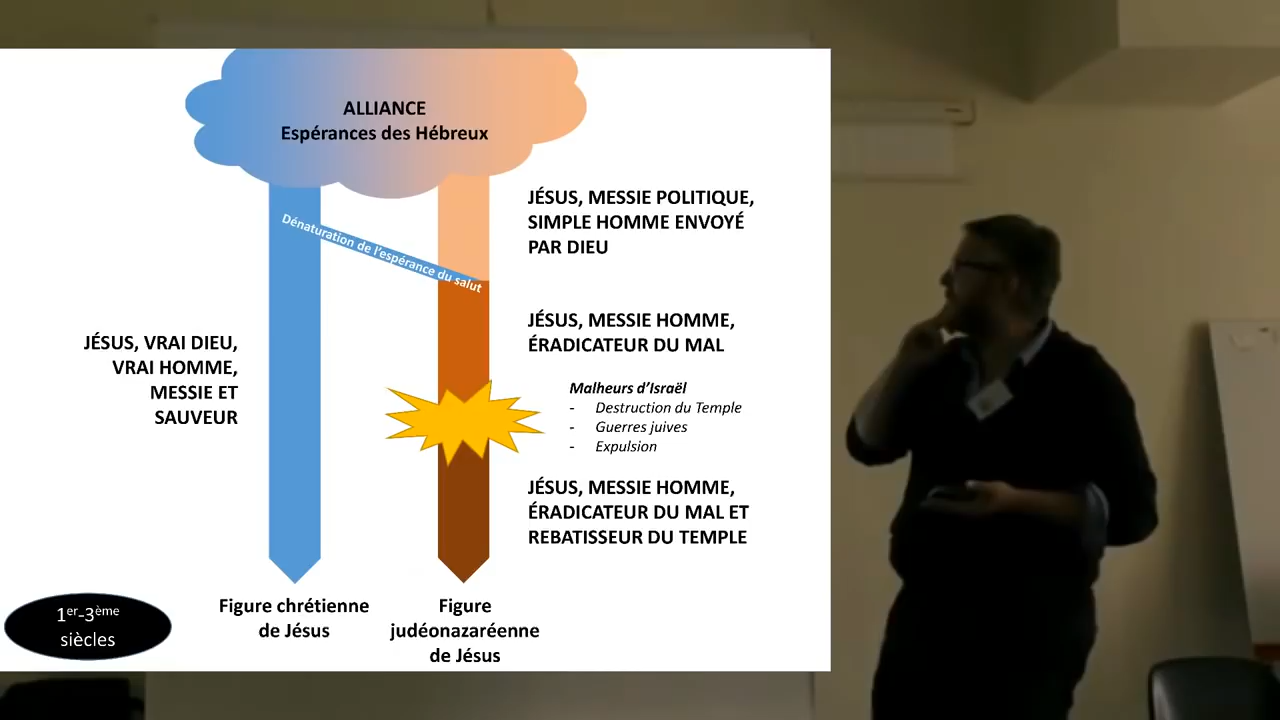 ALLIANCE
Espérances des Hébreux
JÉSUS, MESSIE POLITIQUE,
SIMPLE HOMME ENVOYÉ
PAR DIEU
Dénaturation de l'espérance du salut
JÉSUS, MESSIE HOMME,
ÉRADICATEUR DU MAL
JÉSUS, VRAI DIEU,
VRAI HOMME,
MESSIE ET
SAUVEUR
Malheurs d'Israël
- Destruction du Temple
- Guerres juives
- Expulsion
JÉSUS, MESSIE HOMME,
ÉRADICATEUR DU MAL ET
REBATISSEUR DU TEMPLE
1er-3ème
siècles
Figure chrétienne
de Jésus
Figure
judéonazaréenne
de Jésus